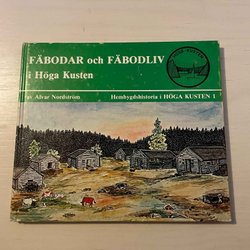 FÄBODAR och FÄBODLIV
i Höga Kusten
av Alvar Nordström
Hembygdshistoria i HÖGA KUSTEN 1